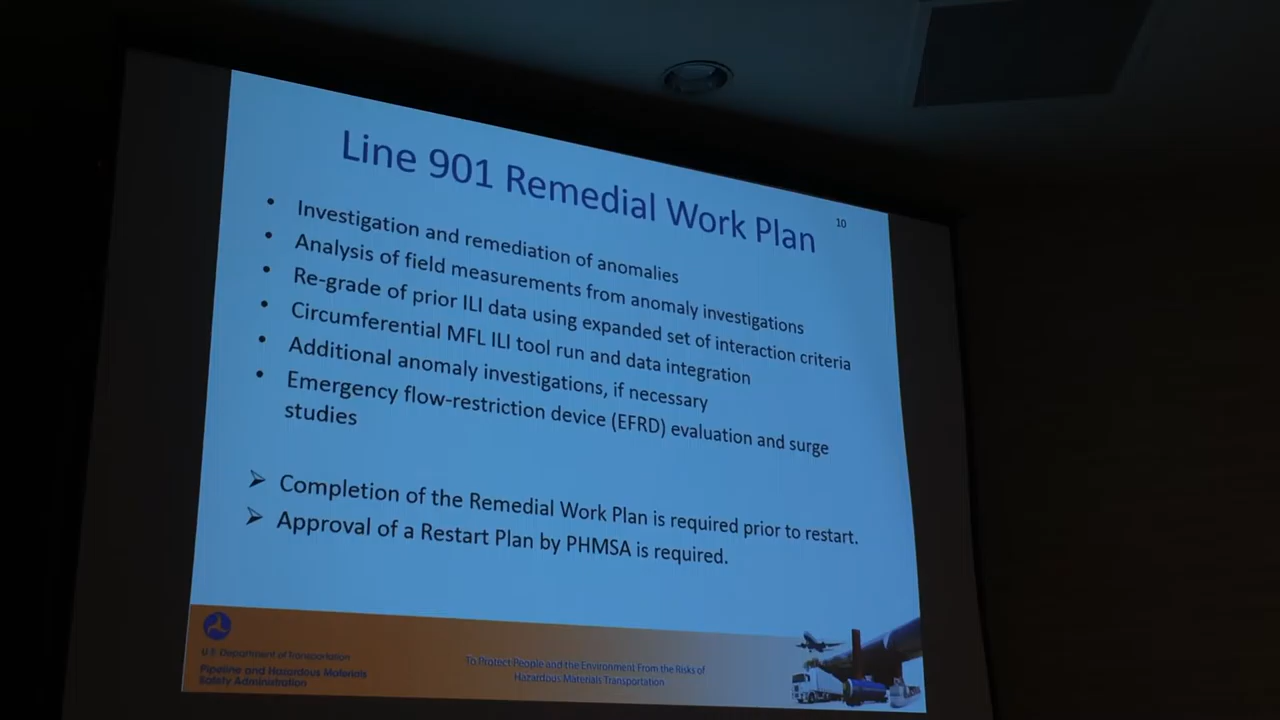 Line 901 Remedial Work Plan
10
• Investigation and remediation of anomalies
• Analysis of field measurements from anomaly investigations
• Re-grade of prior ILI data using expanded set of interaction criteria
• Circumferential MFL ILI tool run and data integration
• Additional anomaly investigations, if necessary
• Emergency flow-restriction device (EFRD) evaluation and surge
studies
➢ Completion of the Remedial Work Plan is required prior to restart.
➢ Approval of a Restart Plan by PHMSA is required.
U.S. Department of Transportation
Pipeline and Hazardous Materials
Safety Administration
To Protect People and the Environment From the Risks of
Hazardous Materials Transportation